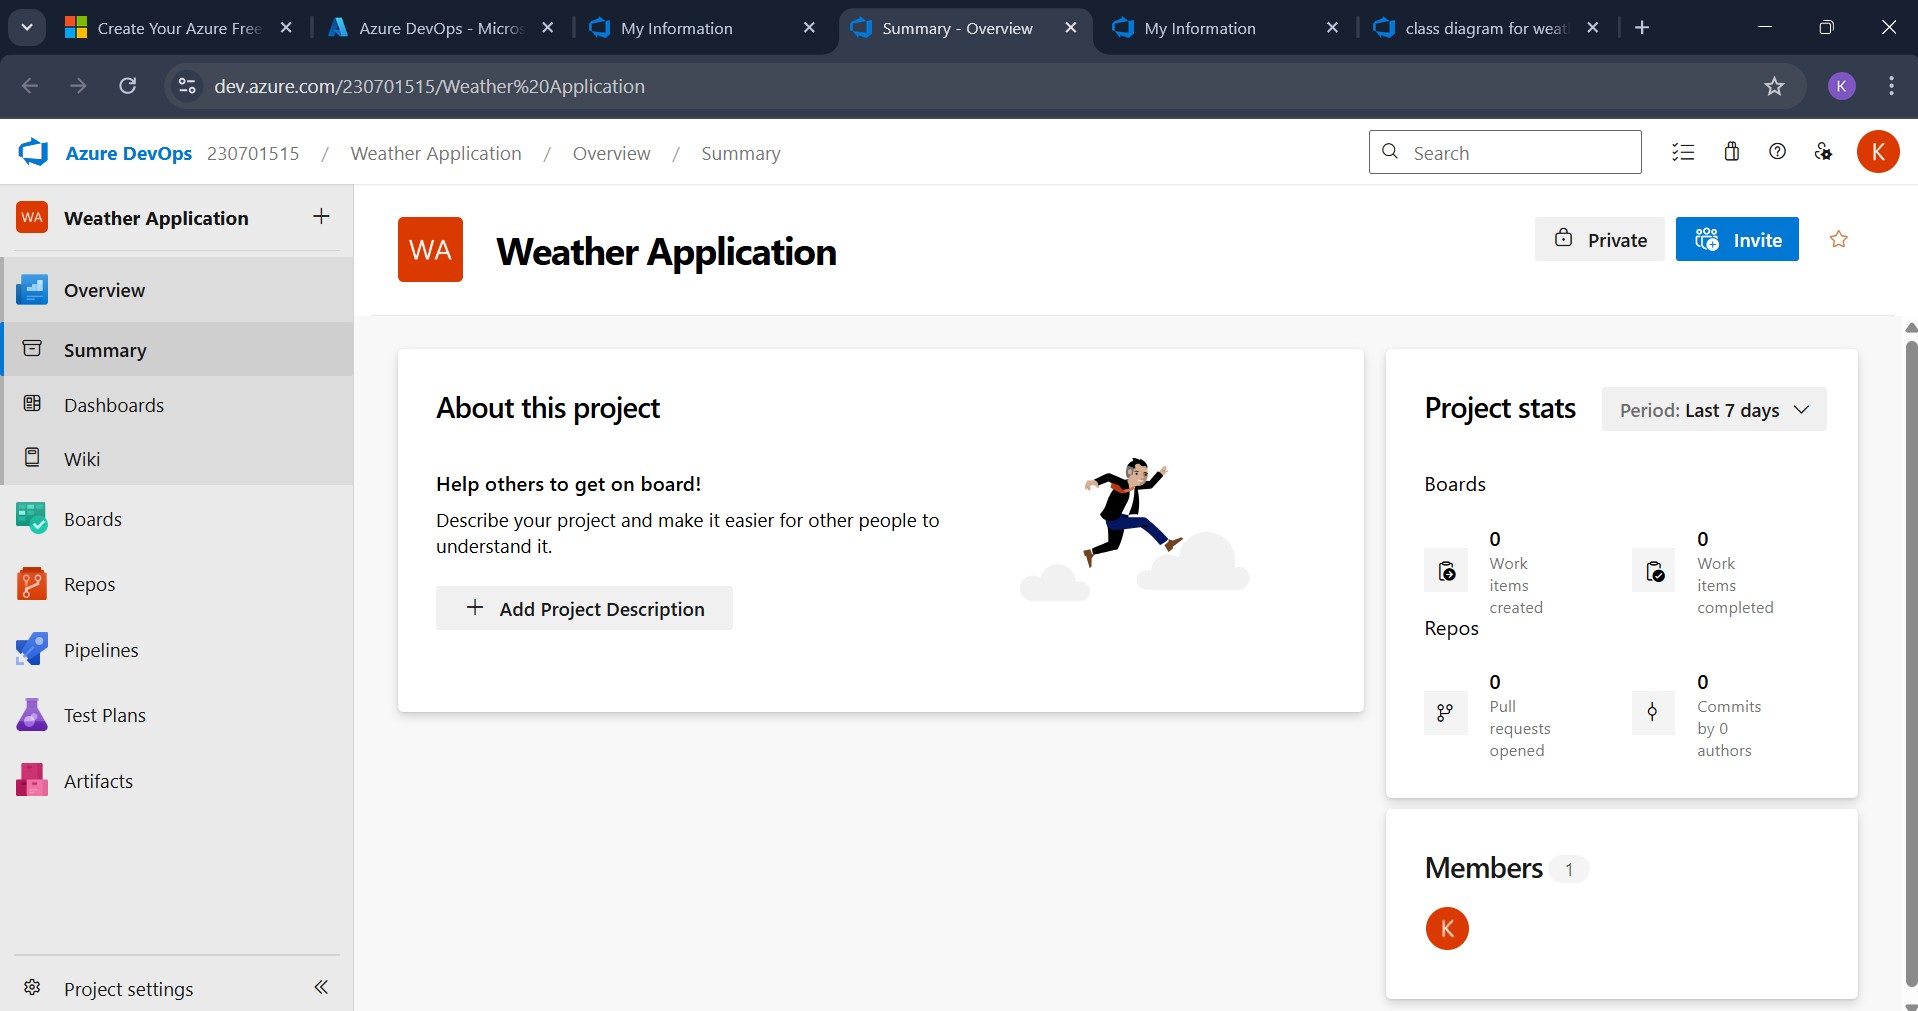 Create Your Azure Free
Azure DevOps - Micros
My Information
Summary - Overview
My Information
class diagram for weat
dev.azure.com/230701515/Weather%20Application
K
Azure DevOps 230701515 / Weather Application / Overview / Summary
Search
K
WA Weather Application
Overview
Summary
Dashboards
Wiki
Boards
Repos
Pipelines
Test Plans
Artifacts
Project settings
WA Weather Application
Private
Invite
About this project
Help others to get on board!
Describe your project and make it easier for other people to
understand it.
Add Project Description
Project stats
Period: Last 7 days
Boards
0
Work
items
created
0
Work
items
completed
Repos
0
Pull
requests
opened
0
Commits
by 0
authors
Members 1
K